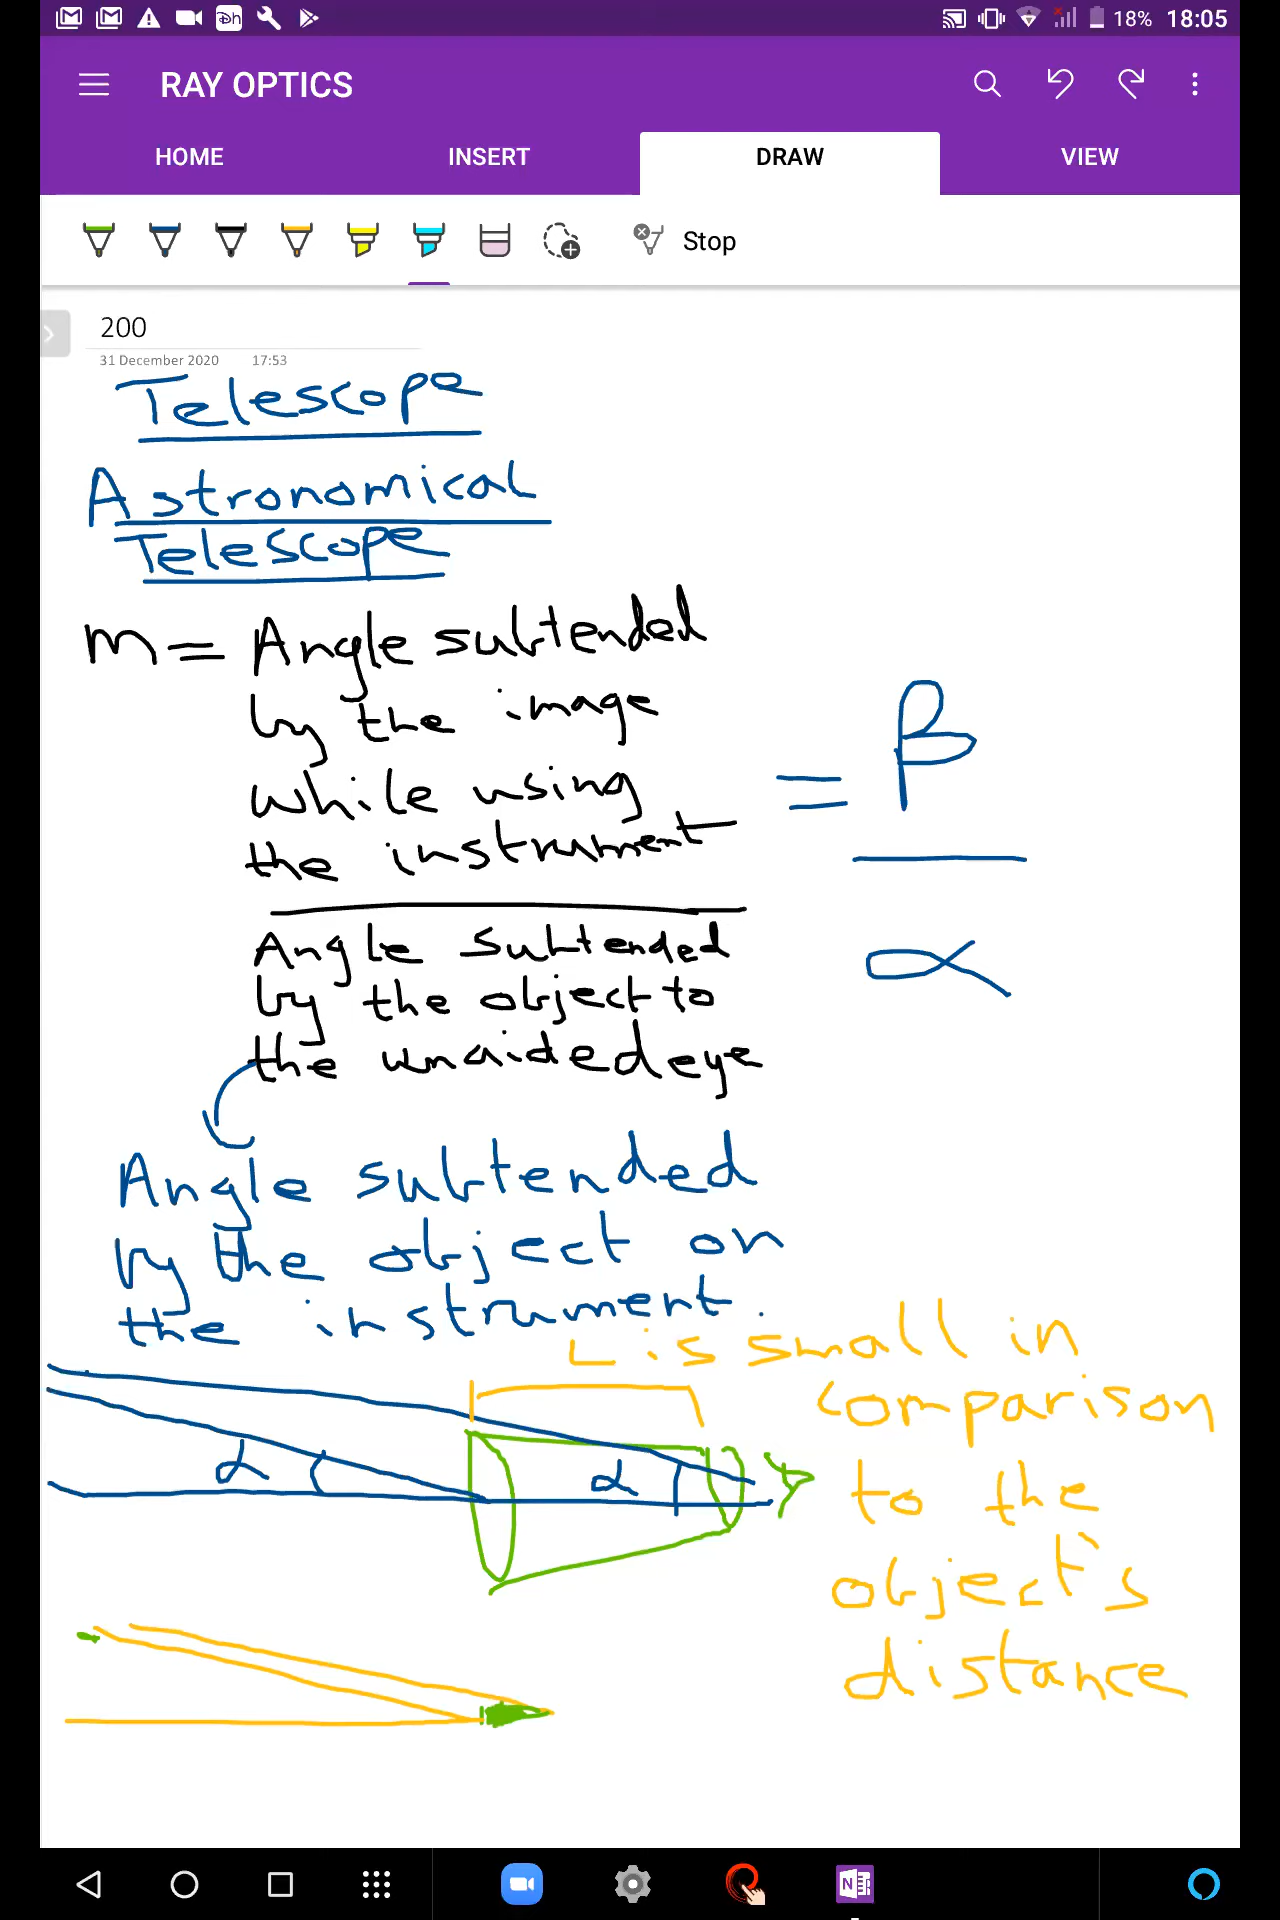 18% 18:05
RAY OPTICS
HOME INSERT DRAW VIEW
Stop
200
31 December 2020 17:53
Telescope
Astronomical
Telescope
m = Angle subtended
by the image
while using
the instrument
= β
α
Angle subtended
by the object to
the unaided eye
Angle subtended
by the object on
the instrument.
L is small in
comparison
to the
object's
distance
α α